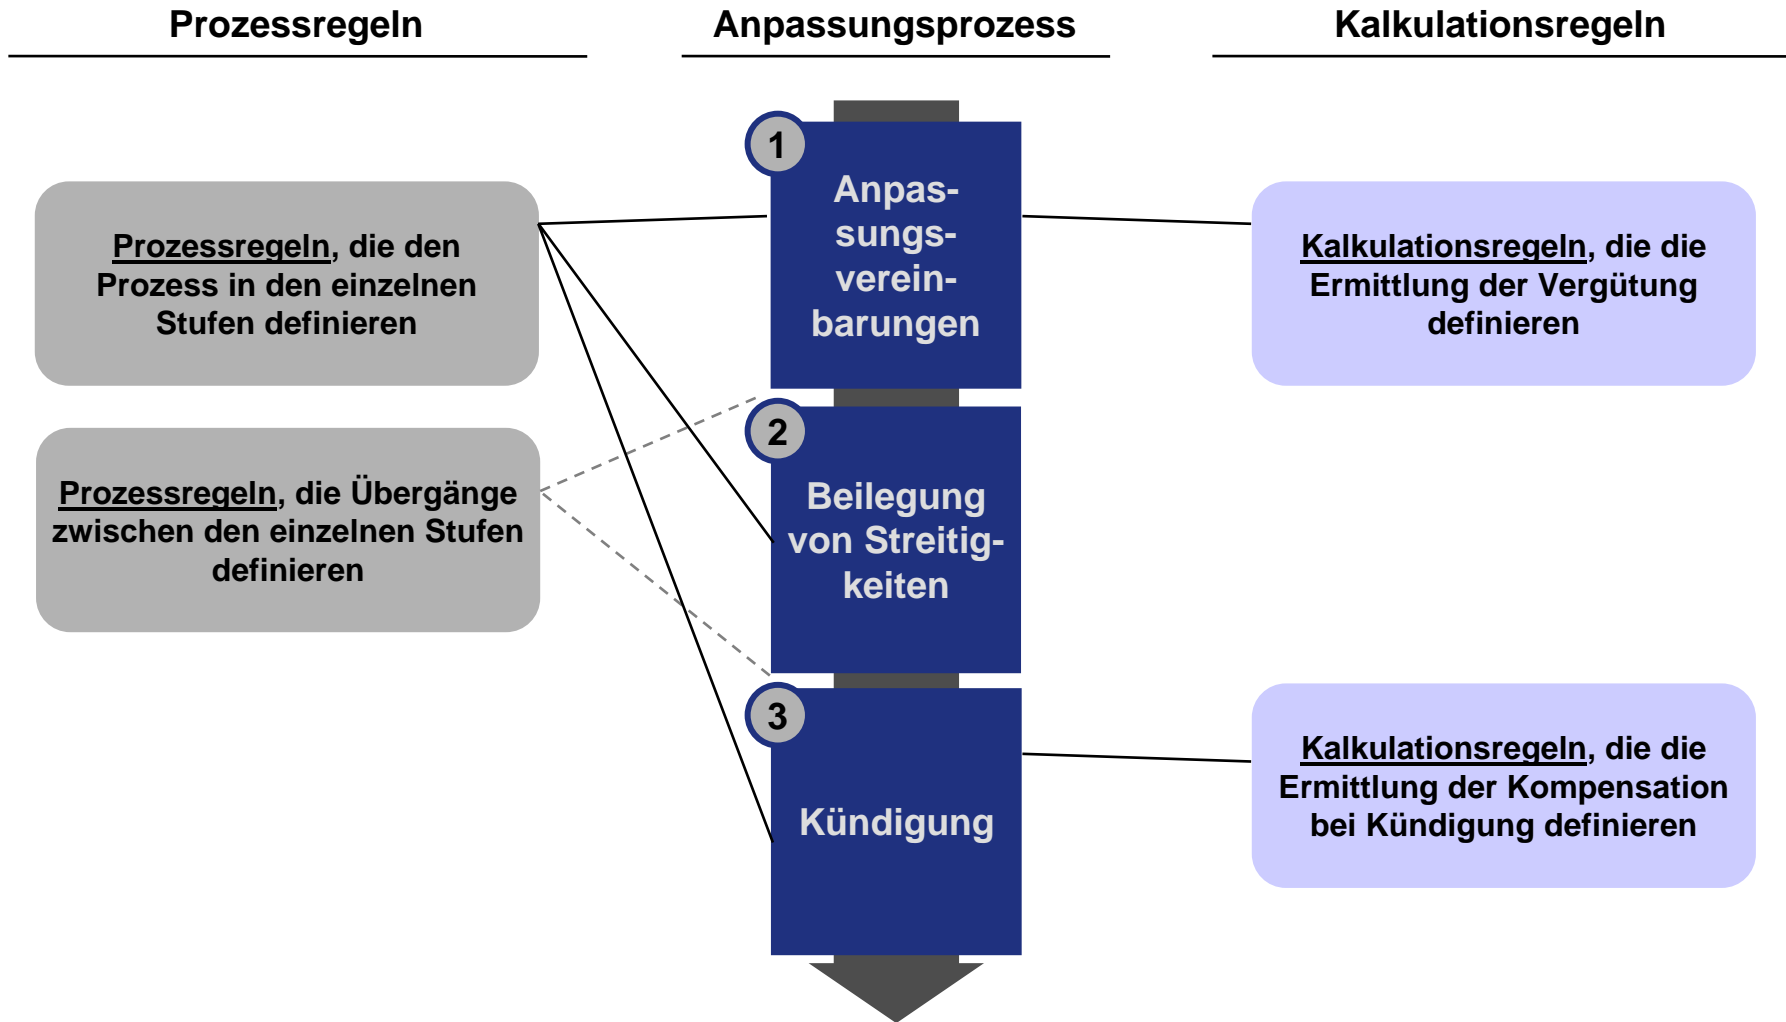 Prozessregeln
Anpassungsprozess
Kalkulationsregeln
Prozessregeln, die den
Prozess in den einzelnen
Stufen definieren
Prozessregeln, die Übergänge
zwischen den einzelnen Stufen
definieren
1
Anpas-
sungs-
verein-
barungen
2
Beilegung
von Streitig-
keiten
3
Kündigung
Kalkulationsregeln, die die
Ermittlung der Vergütung
definieren
Kalkulationsregeln, die die
Ermittlung der Kompensation
bei Kündigung definieren